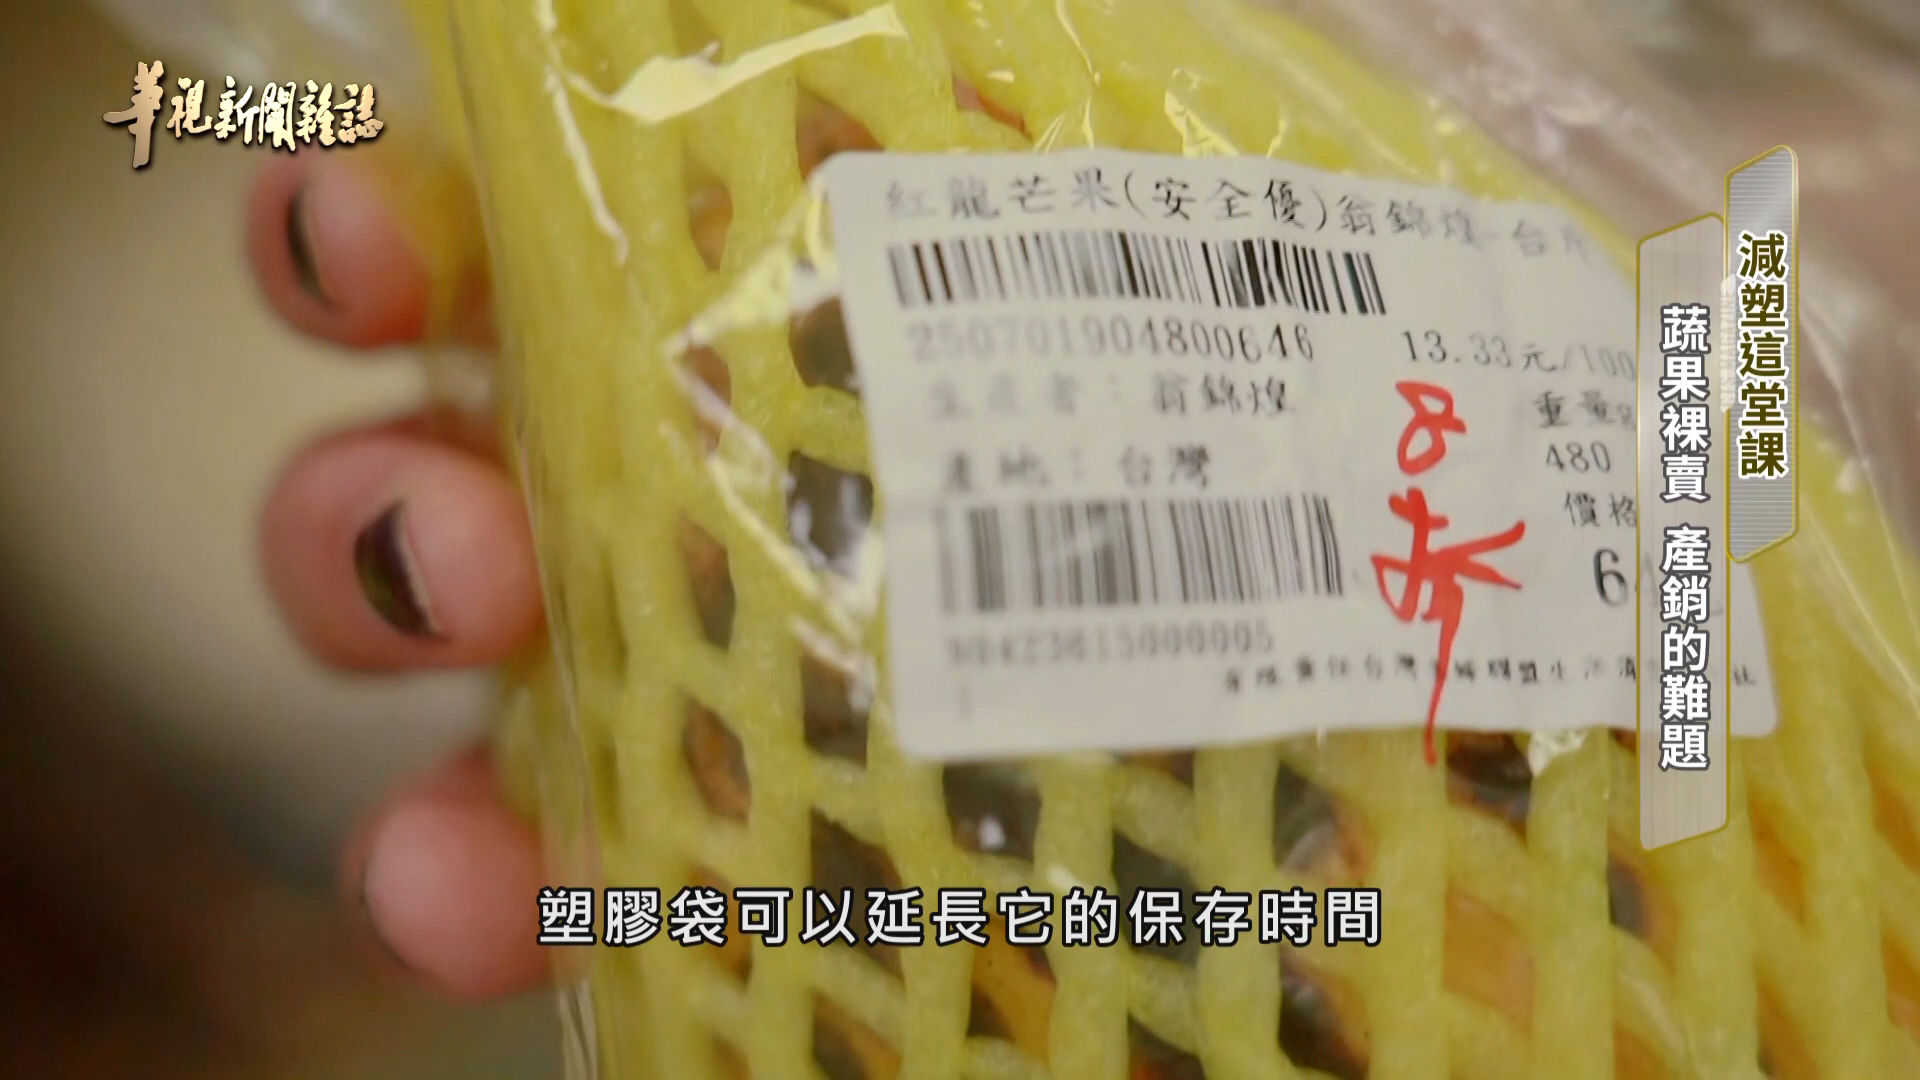 華視新聞雜誌
減塑這堂課
蔬果裸賣 產銷的難題
紅龍芒果(安全優)翁錦煌-台
2507019048006​46
13.33元/100
生產者：翁錦煌
重量
480
產地：台灣
價格
8折
塑膠袋可以延長它的保存時間